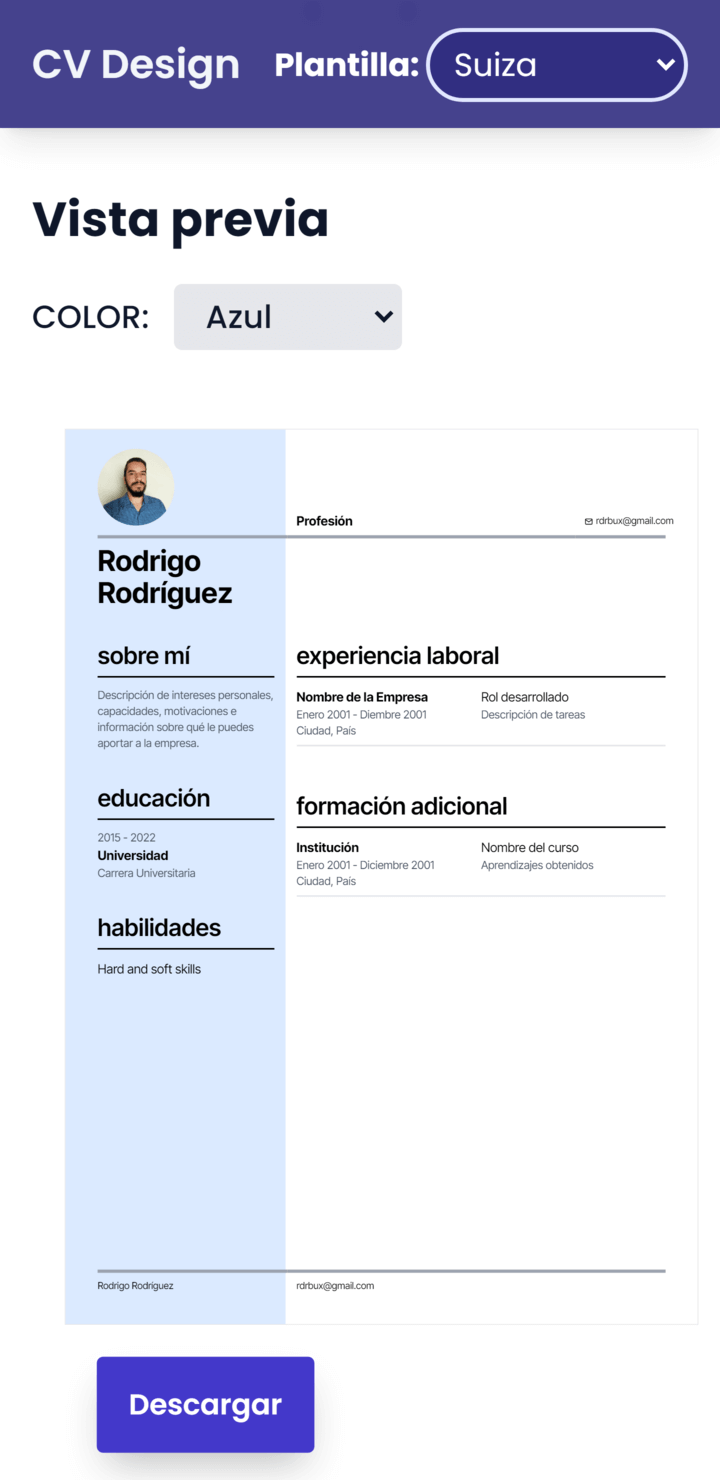 CV Design
Plantilla:
Suiza
Vista previa
COLOR:
Azul
Profesión
rdrbux@gmail.com
Rodrigo
Rodríguez
sobre mí
Descripción de intereses personales,
capacidades, motivaciones e
información sobre qué le puedes
aportar a la empresa.
educación
2015 - 2022
Universidad
Carrera Universitaria
habilidades
Hard and soft skills
experiencia laboral
Nombre de la Empresa
Enero 2001 - Diembre 2001
Ciudad, País
Rol desarrollado
Descripción de tareas
formación adicional
Institución
Enero 2001 - Diciembre 2001
Ciudad, País
Nombre del curso
Aprendizajes obtenidos
Rodrigo Rodríguez
rdrbux@gmail.com
Descargar